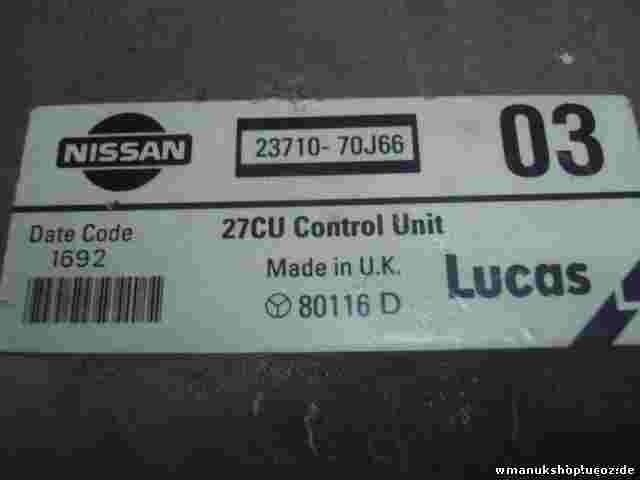 NISSAN
23710-70J66
03
Date Code
1692
27CU Control Unit
Made in U.K.
80116 D
Lucas
wmanukshop.ucoz.de